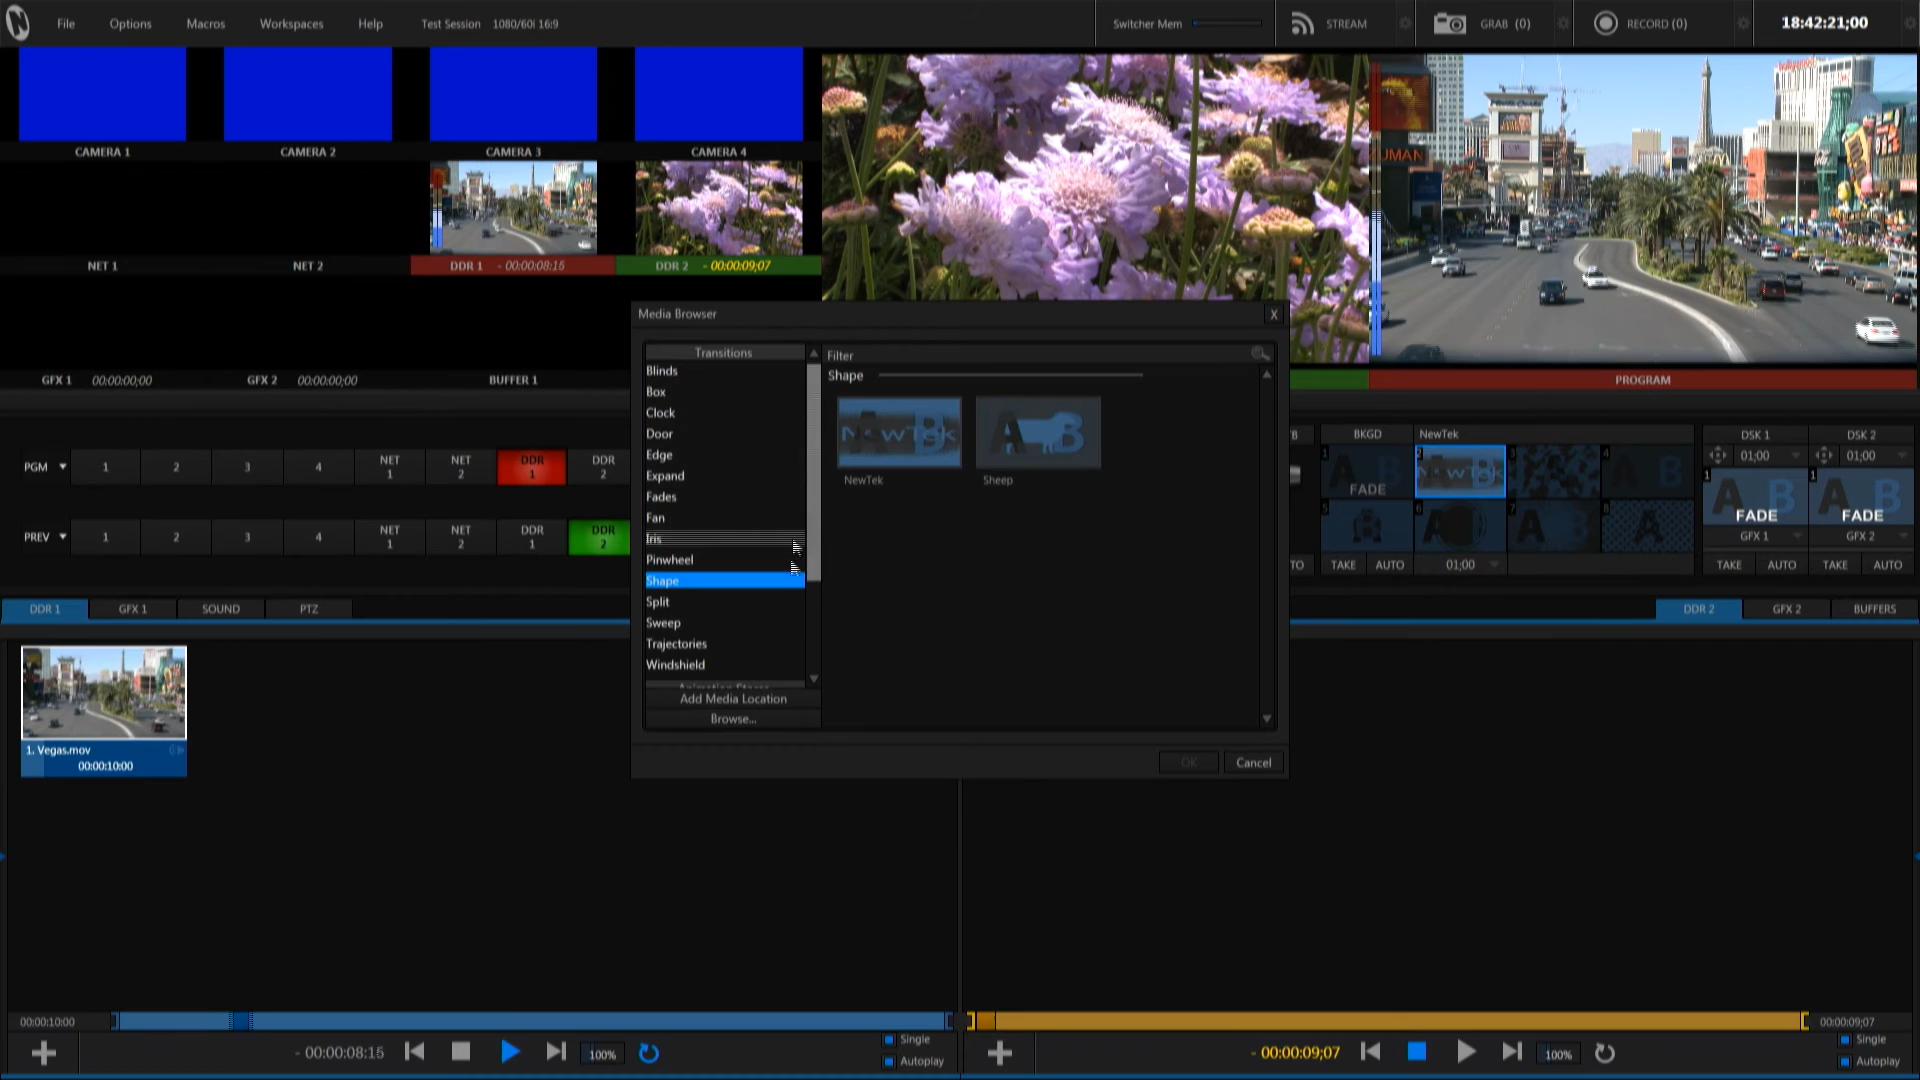 File Options Macros Workspaces Help Test Session 1080/60i 16:9 Switcher Mem STREAM GRAB (0) RECORD (0) 18:42:21;00
CAMERA 1 CAMERA 2 CAMERA 3 CAMERA 4
NET 1 NET 2 DDR 1 - 00:00:08:15 DDR 2 - 00:00:09;07
GFX 1 00:00:00;00 GFX 2 00:00:00;00 BUFFER 1 PROGRAM
Media Browser X
Transitions
Blinds
Box
Clock
Door
Edge
Expand
Fades
Fan
Iris
Pinwheel
Shape
Split
Sweep
Trajectories
Windshield
Add Media Location
Browse...
Filter
Shape
NewTek Sheep
OK Cancel
PGM 1 2 3 4 NET 1 NET 2 DDR 1 DDR 2
PREV 1 2 3 4 NET 1 NET 2 DDR 1 DDR 2
BKGD NewTek DSK 1 DSK 2
01;00 01;00
FADE FADE FADE
GFX 1 GFX 2
TAKE AUTO 01;00 TAKE AUTO TAKE AUTO
DDR 1 GFX 1 SOUND PTZ DDR 2 GFX 2 BUFFERS
1. Vegas.mov
00:00:10:00
00:00:10:00 00:00:09;07
- 00:00:08:15 100% Single
Autoplay
- 00:00:09;07 100% Single
Autoplay